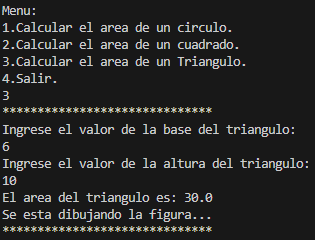 Menu:
1.Calcular el area de un circulo.
2.Calcular el area de un cuadrado.
3.Calcular el area de un Triangulo.
4.Salir.
3
******************************
Ingrese el valor de la base del triangulo:
6
Ingrese el valor de la altura del triangulo:
10
El area del triangulo es: 30.0
Se esta dibujando la figura...
******************************